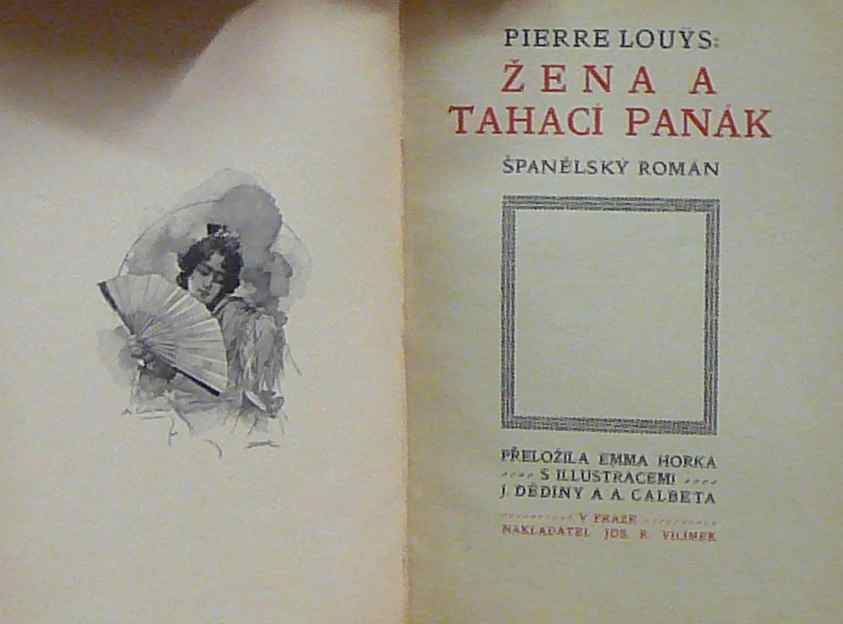 PIERRE LOUŸS:
ŽENA A
TAHACÍ PANÁK
ŠPANĚLSKÝ ROMÁN
PŘELOŽILA EMMA HORKÁ
S ILLUSTRACEMI
J. DĚDINY A A. CALBETA
V PRAZE
NAKLADATEL JOS. R. VILÍMEK